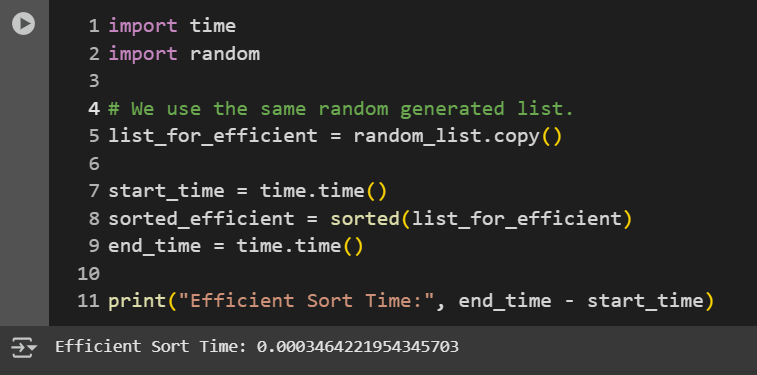 1 import time
2 import random
3
4 # We use the same random generated list.
5 list_for_efficient = random_list.copy()
6
7 start_time = time.time()
8 sorted_efficient = sorted(list_for_efficient)
9 end_time = time.time()
10
11 print("Efficient Sort Time:", end_time - start_time)
Efficient Sort Time: 0.0003464221954345703